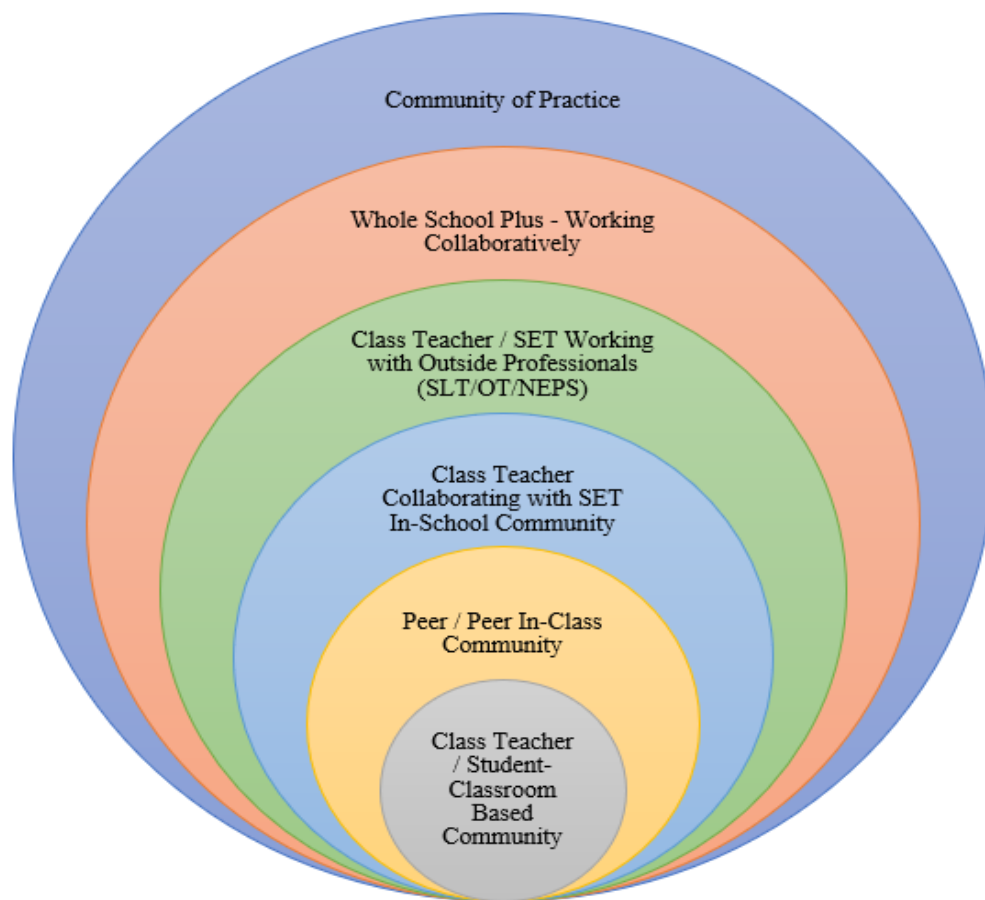 Community of Practice
Whole School Plus - Working
Collaboratively
Class Teacher / SET Working
with Outside Professionals
(SLT/OT/NEPS)
Class Teacher
Collaborating with SET
In-School Community
Peer / Peer In-Class
Community
Class Teacher
/ Student-
Classroom
Based
Community